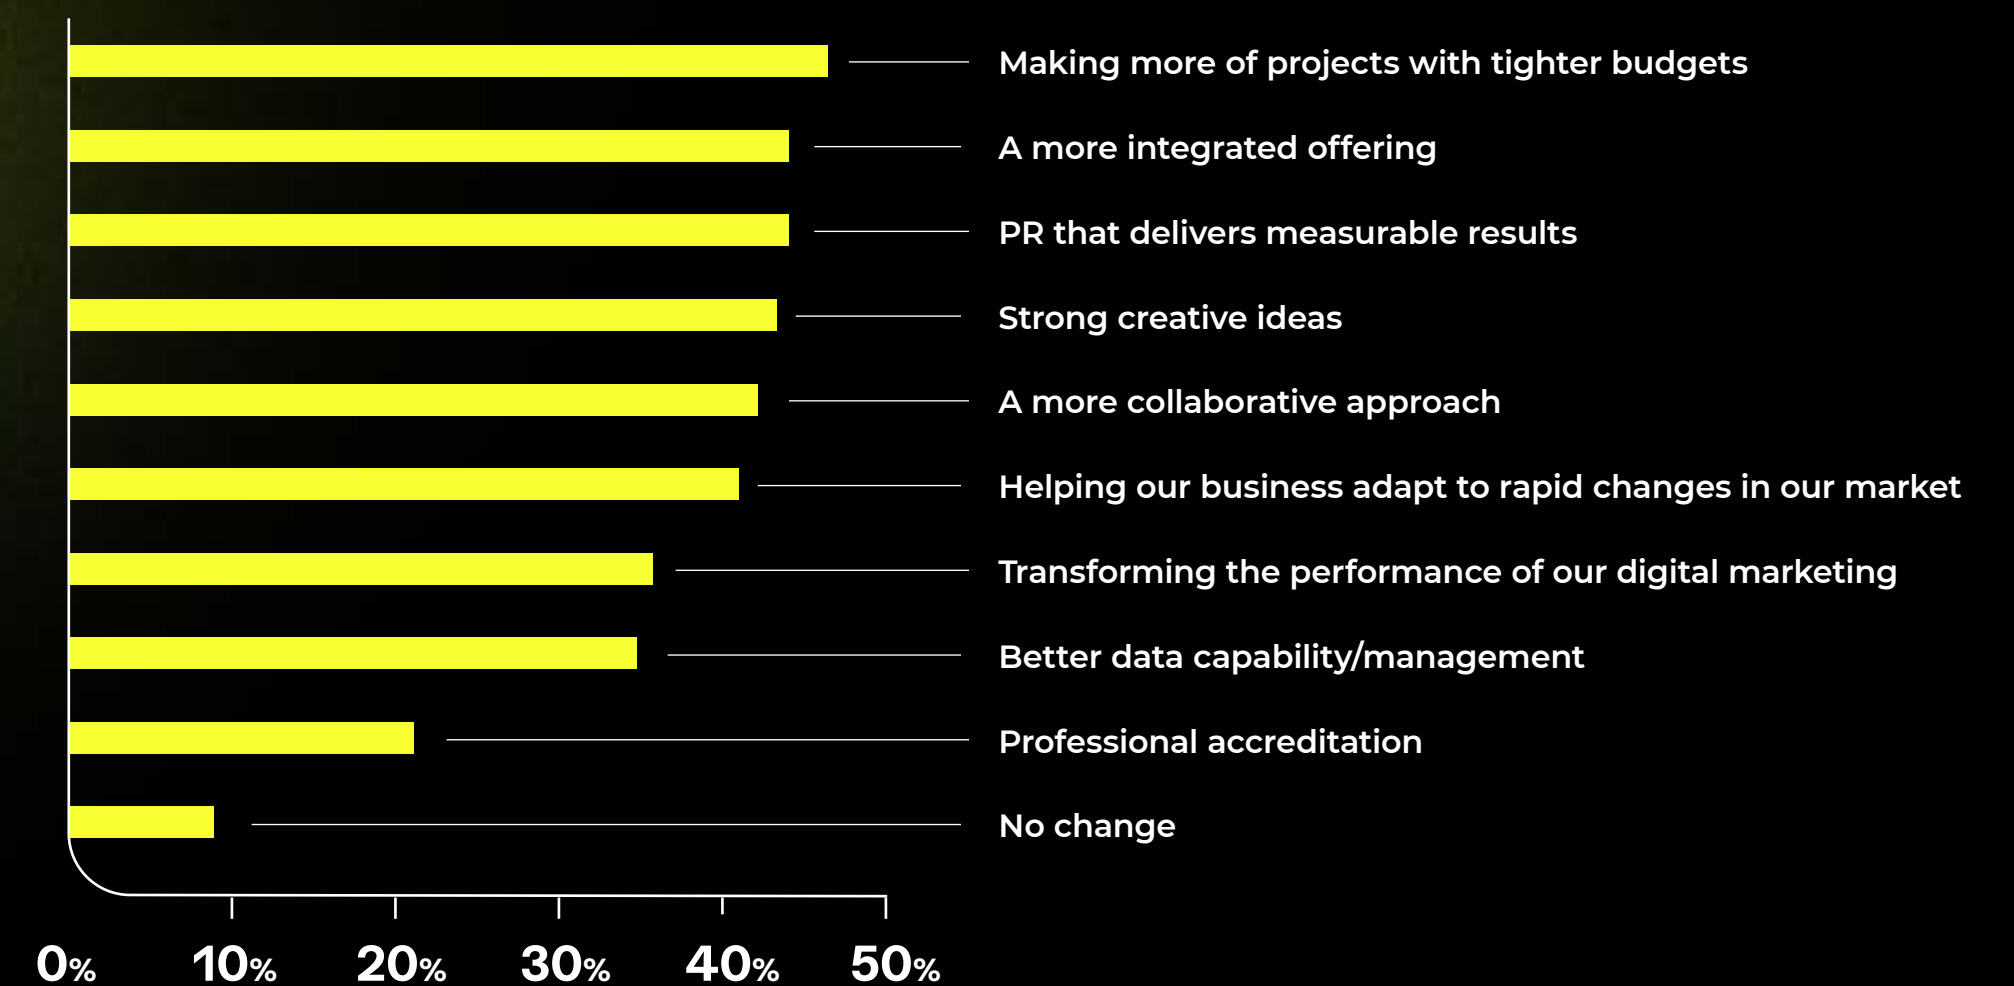 Making more of projects with tighter budgets
A more integrated offering
PR that delivers measurable results
Strong creative ideas
A more collaborative approach
Helping our business adapt to rapid changes in our market
Transforming the performance of our digital marketing
Better data capability/management
Professional accreditation
No change
0% 10% 20% 30% 40% 50%